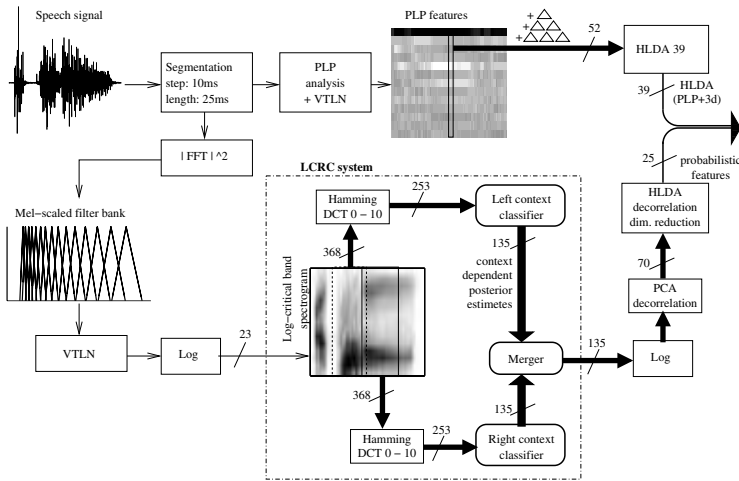 Speech signal
PLP features
Segmentation
step: 10ms
length: 25ms
PLP
analysis
+ VTLN
+
+
+
52
HLDA 39
39
HLDA
(PLP+3d)
| FFT | ^2
25
probabilistic
features
LCRC system
Hamming
DCT 0 − 10
253
Left context
classifier
HLDA
decorrelation
dim. reduction
Mel−scaled filter bank
368
135
context
dependent
posterior
estimetes
70
PCA
decorrelation
Log−critical band
spectrogram
VTLN
Log
23
Merger
135
Log
368
135
Hamming
DCT 0 − 10
253
Right context
classifier